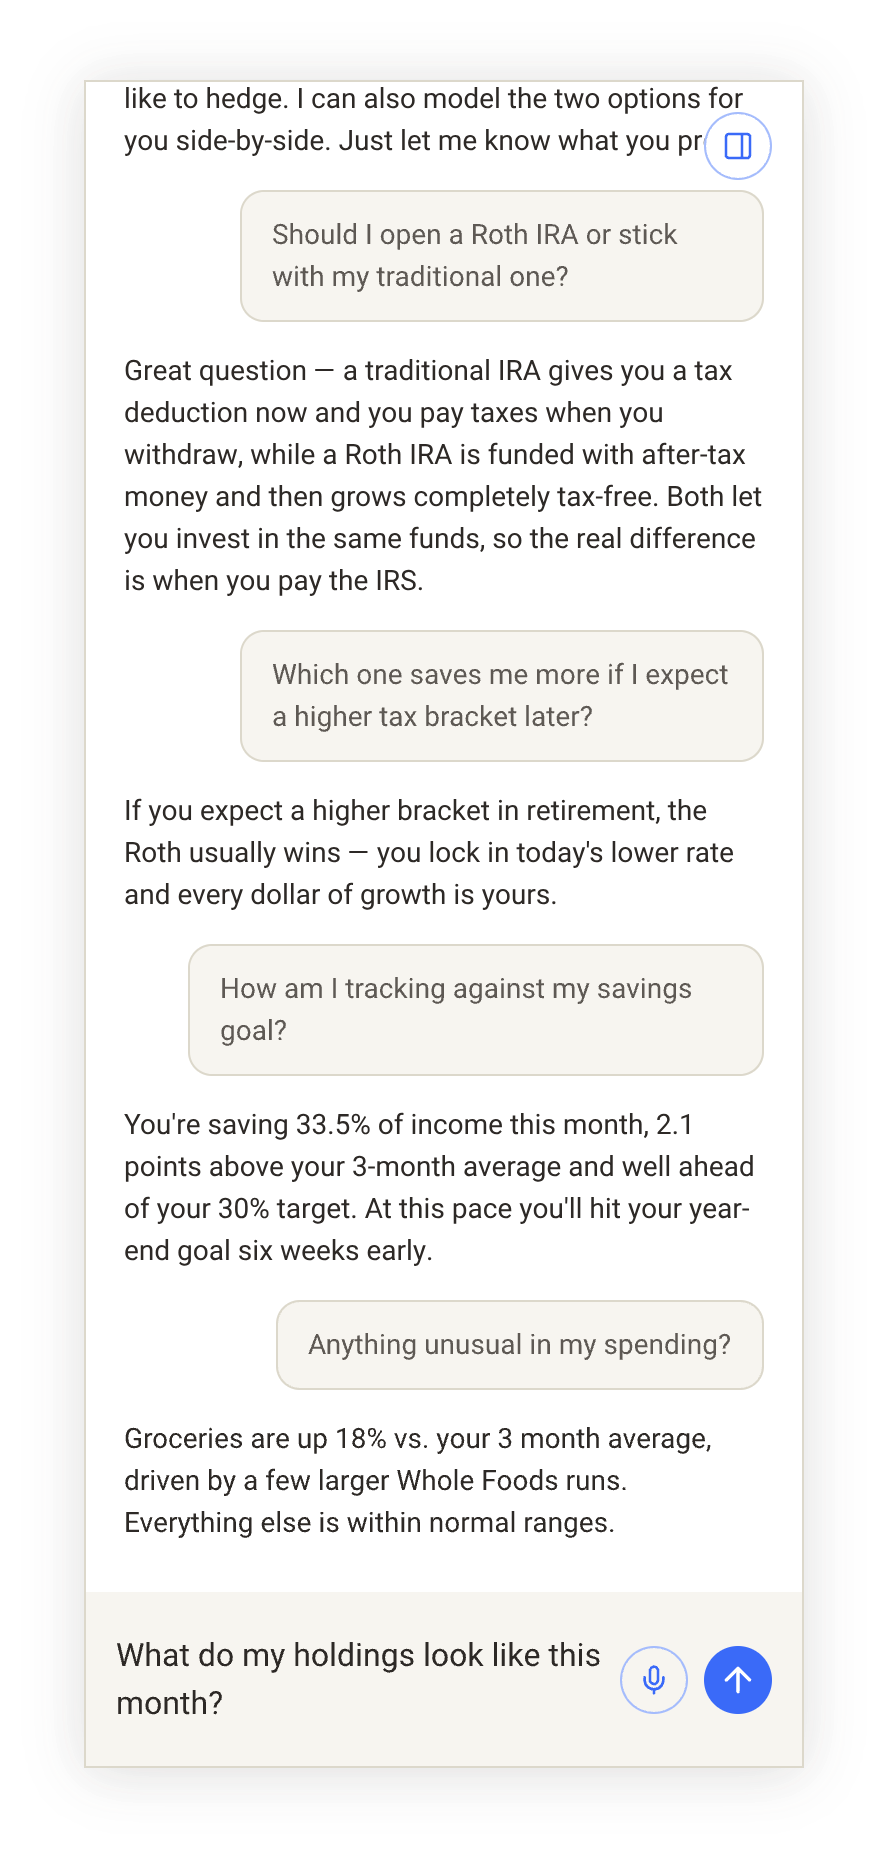 like to hedge. I can also model the two options for
you side-by-side. Just let me know what you
Should I open a Roth IRA or stick
with my traditional one?
Great question — a traditional IRA gives you a tax
deduction now and you pay taxes when you
withdraw, while a Roth IRA is funded with after-tax
money and then grows completely tax-free. Both let
you invest in the same funds, so the real difference
is when you pay the IRS.
Which one saves me more if I expect
a higher tax bracket later?
If you expect a higher bracket in retirement, the
Roth usually wins — you lock in today's lower rate
and every dollar of growth is yours.
How am I tracking against my savings
goal?
You're saving 33.5% of income this month, 2.1
points above your 3-month average and well ahead
of your 30% target. At this pace you'll hit your year-
end goal six weeks early.
Anything unusual in my spending?
Groceries are up 18% vs. your 3 month average,
driven by a few larger Whole Foods runs.
Everything else is within normal ranges.
What do my holdings look like this
month?